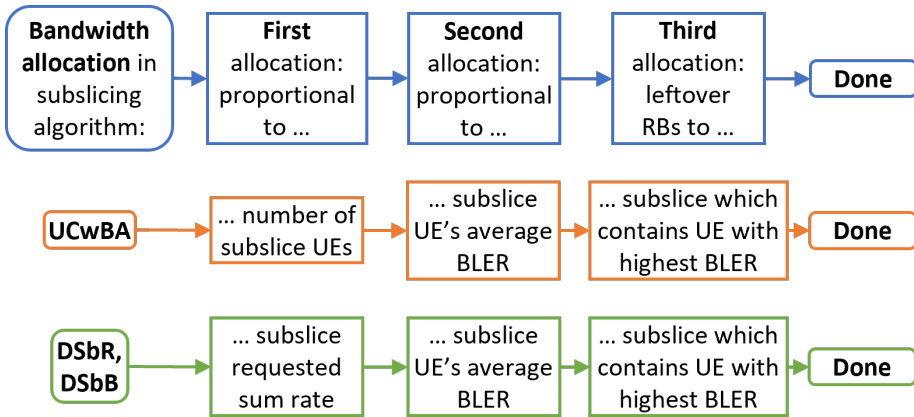 Bandwidth
allocation in
subslicing
algorithm:
First
allocation:
proportional
to ...
Second
allocation:
proportional
to ...
Third
allocation:
leftover
RBs to ...
Done
UCwBA
... number of
subslice UEs
... subslice
UE's average
BLER
... subslice which
contains UE with
highest BLER
Done
DSbR,
DSbB
... subslice
requested
sum rate
... subslice
UE's average
BLER
... subslice which
contains UE with
highest BLER
Done